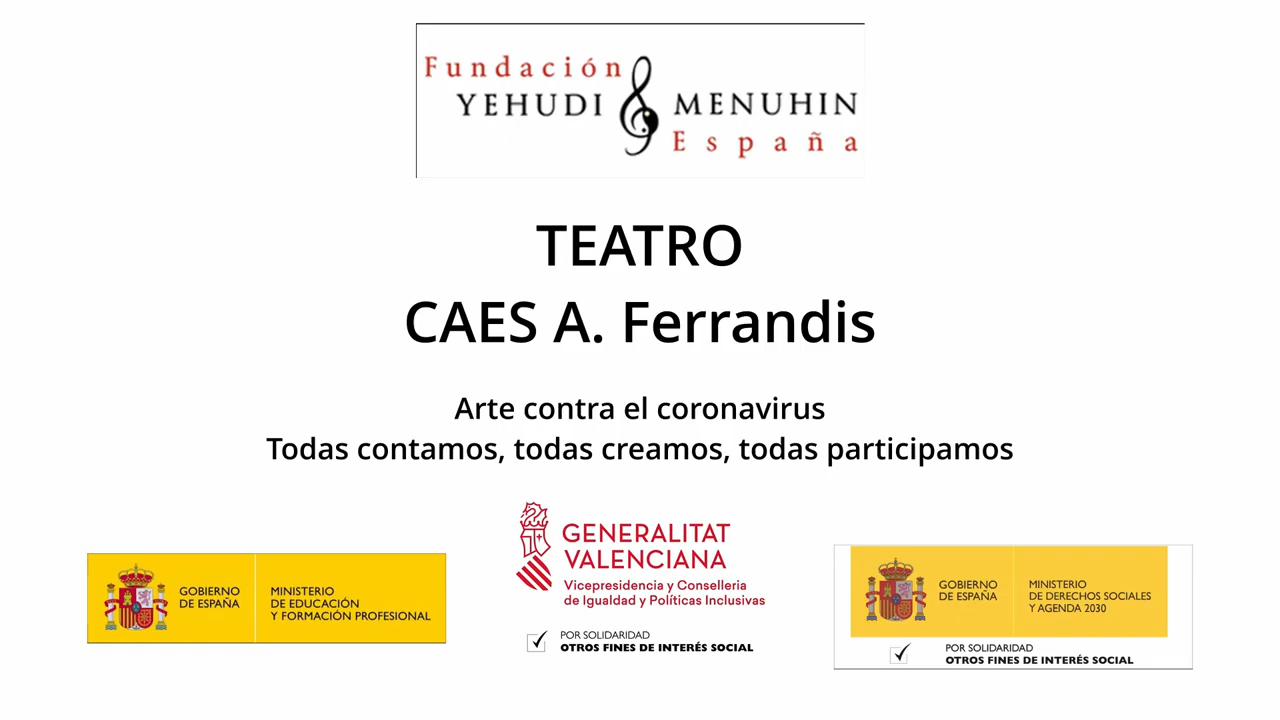 Fundación
YEHUDI MENUHIN
España
TEATRO
CAES A. Ferrandis
Arte contra el coronavirus
Todas contamos, todas creamos, todas participamos
GOBIERNO
DE ESPAÑA
MINISTERIO
DE EDUCACIÓN
Y FORMACIÓN PROFESIONAL
GENERALITAT
VALENCIANA
Vicepresidencia y Conselleria
de Igualdad y Políticas Inclusivas
POR SOLIDARIDAD
OTROS FINES DE INTERÉS SOCIAL
GOBIERNO
DE ESPAÑA
MINISTERIO
DE DERECHOS SOCIALES
Y AGENDA 2030
POR SOLIDARIDAD
OTROS FINES DE INTERÉS SOCIAL